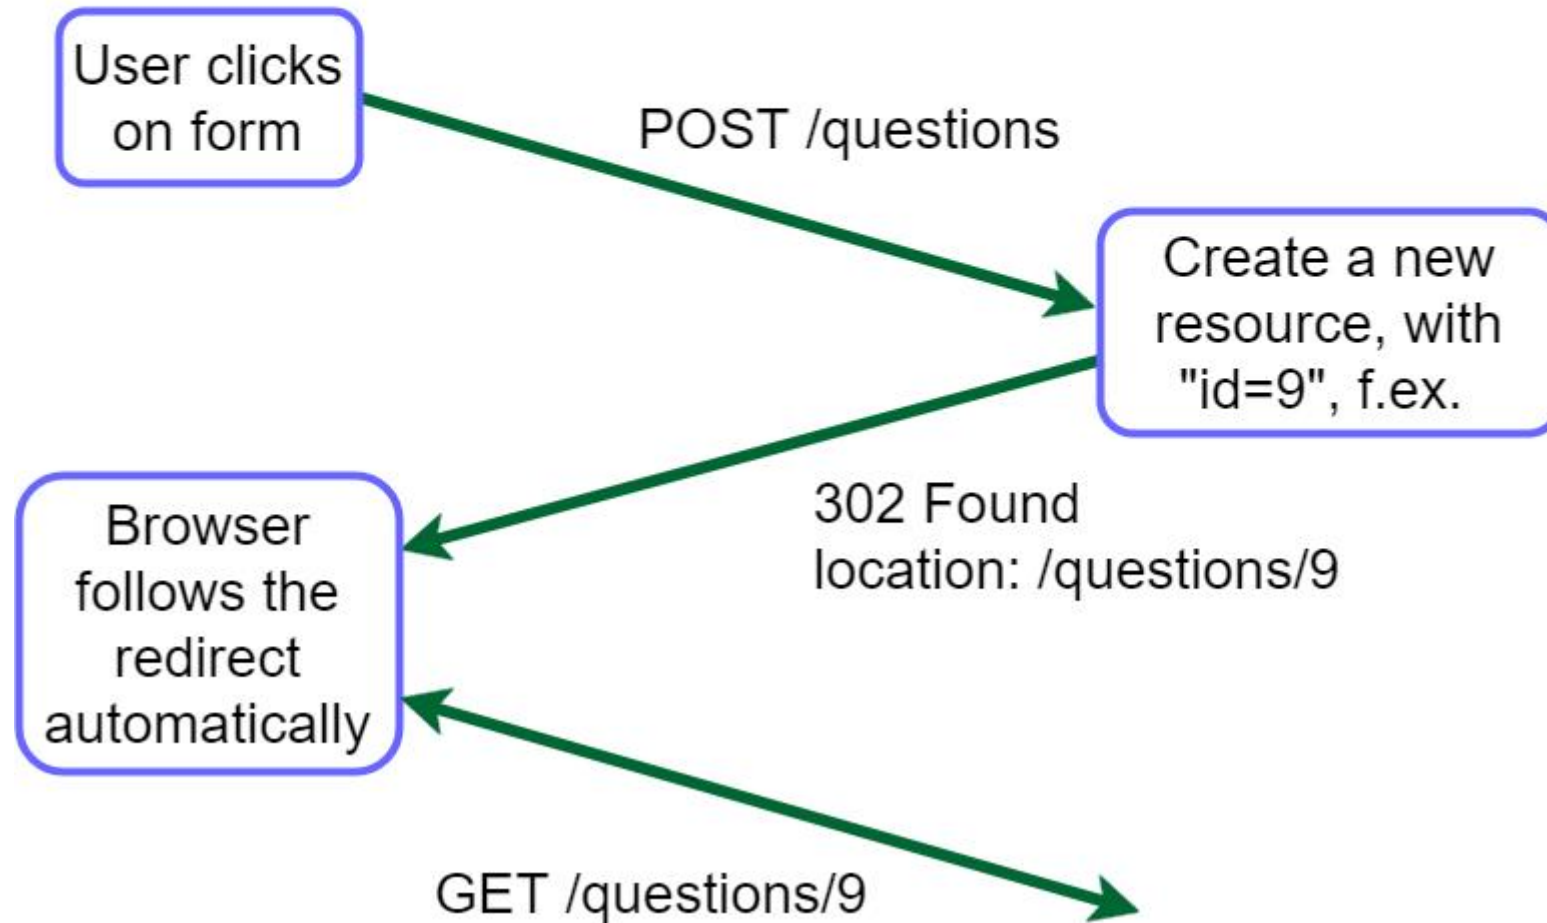 User clicks
on form
POST /questions
Create a new
resource, with
"id=9", f.ex.
302 Found
location: /questions/9
Browser
follows the
redirect
automatically
GET /questions/9